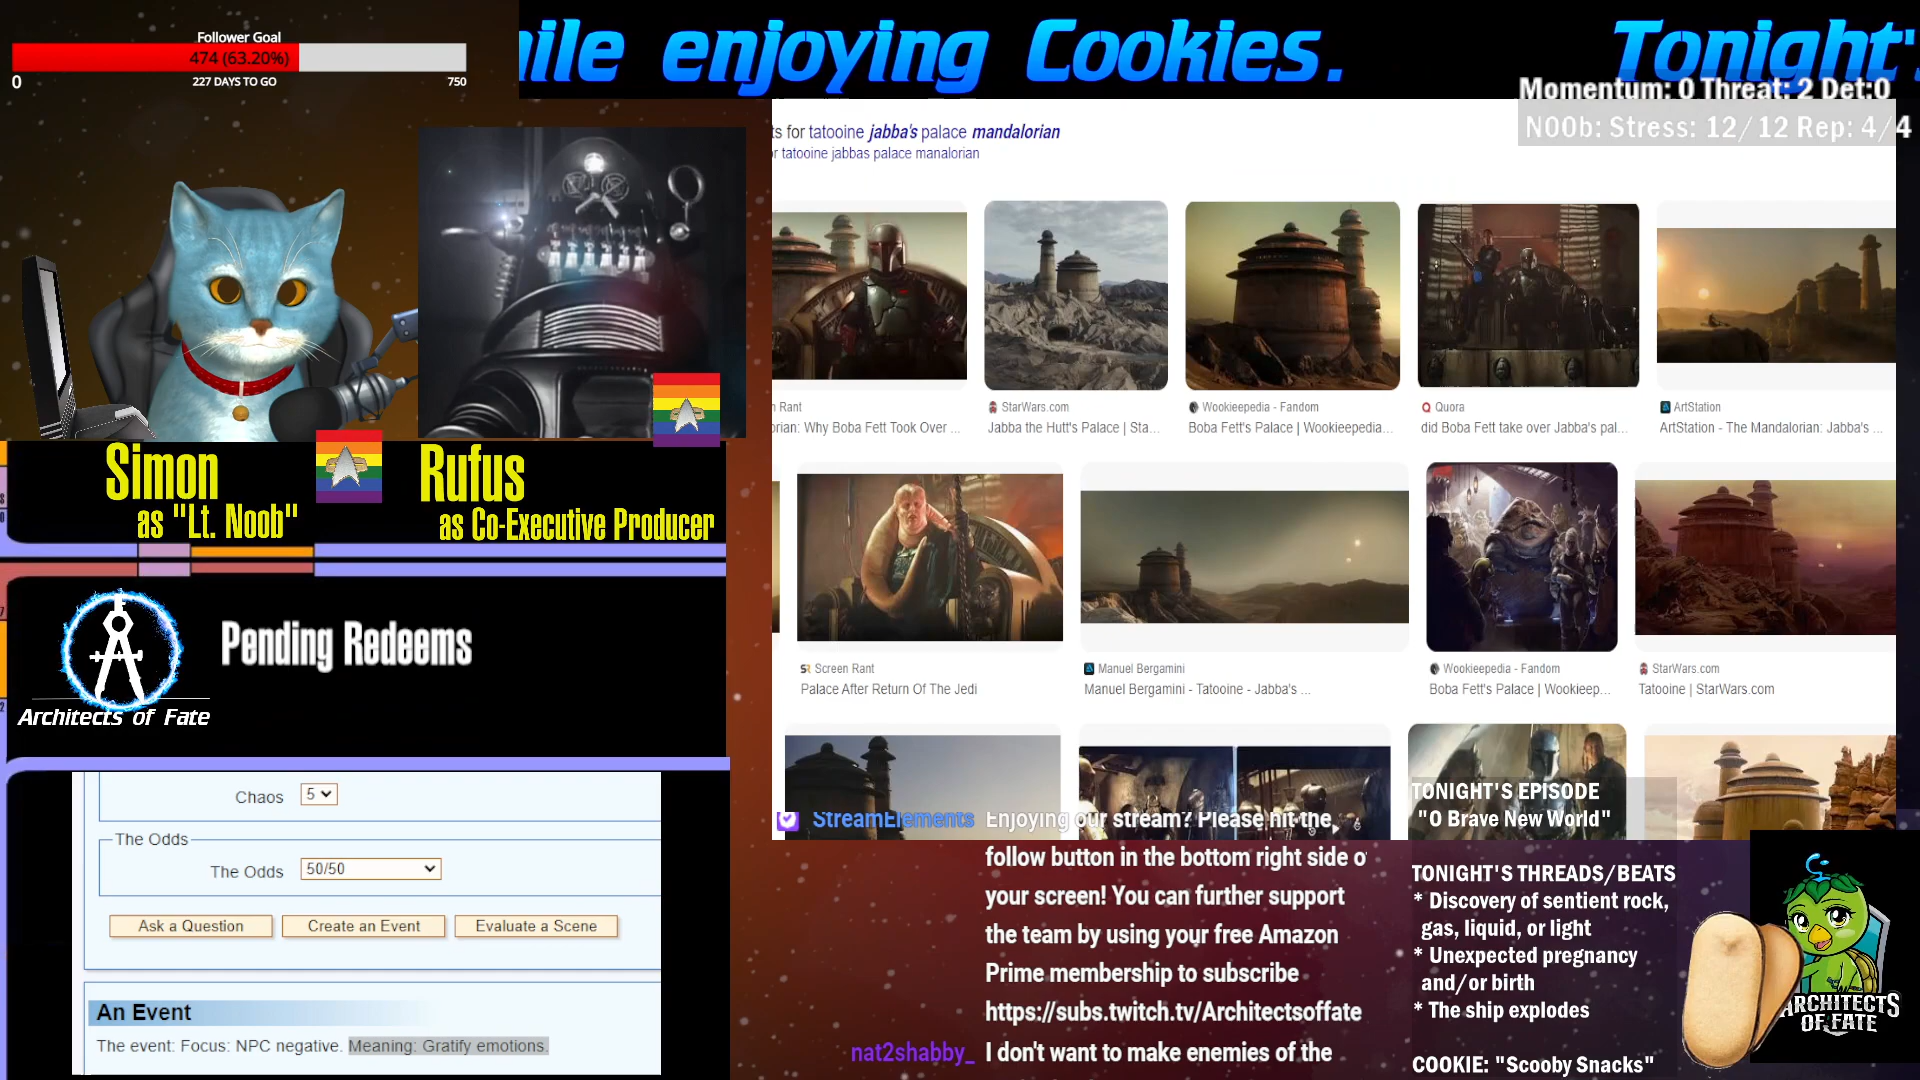 Follower Goal
474 (63.20%)
0
227 DAYS TO GO
750
enjoying Cookies.
Tonight'
Momentum: 0 Threat: 2 Det:0
N00b: Stress: 12/12 Rep: 4/4
ts for tatooine jabba's palace mandalorian
or tatooine jabbas palace manalorian
n Rant
orian: Why Boba Fett Took Over ...
StarWars.com
Jabba the Hutt's Palace | Sta...
Wookieepedia - Fandom
Boba Fett's Palace | Wookieepedia...
Quora
did Boba Fett take over Jabba's pal...
ArtStation
ArtStation - The Mandalorian: Jabba's ...
Simon
as "Lt. Noob"
Rufus
as Co-Executive Producer
SR Screen Rant
Palace After Return Of The Jedi
Manuel Bergamini
Manuel Bergamini - Tatooine - Jabba's ...
Wookieepedia - Fandom
Boba Fett's Palace | Wookieep...
StarWars.com
Tatooine | StarWars.com
Pending Redeems
Architects of Fate
Chaos
5
The Odds
The Odds
50/50
Ask a Question
Create an Event
Evaluate a Scene
An Event
The event: Focus: NPC negative. Meaning: Gratify emotions.
StreamElements Enjoying our stream? Please hit the
follow button in the bottom right side o
your screen! You can further support
the team by using your free Amazon
Prime membership to subscribe
https://subs.twitch.tv/Architectsoffate
nat2shabby_ I don't want to make enemies of the
TONIGHT'S EPISODE
"O Brave New World"
TONIGHT'S THREADS/BEATS
* Discovery of sentient rock,
gas, liquid, or light
* Unexpected pregnancy
and/or birth
* The ship explodes
COOKIE: "Scooby Snacks"
ARCHITECTS
OF FATE